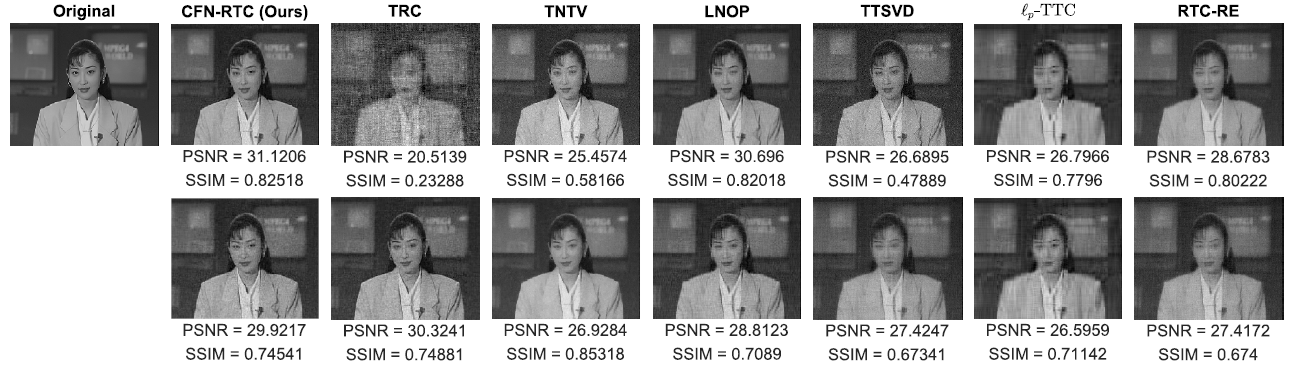 Original CFN-RTC (Ours) TRC TNTV LNOP TTSVD ℓp-TTC RTC-RE
PSNR = 31.1206 PSNR = 20.5139 PSNR = 25.4574 PSNR = 30.696 PSNR = 26.6895 PSNR = 26.7966 PSNR = 28.6783
SSIM = 0.82518 SSIM = 0.23288 SSIM = 0.58166 SSIM = 0.82018 SSIM = 0.47889 SSIM = 0.7796 SSIM = 0.80222
PSNR = 29.9217 PSNR = 30.3241 PSNR = 26.9284 PSNR = 28.8123 PSNR = 27.4247 PSNR = 26.5959 PSNR = 27.4172
SSIM = 0.74541 SSIM = 0.74881 SSIM = 0.85318 SSIM = 0.7089 SSIM = 0.67341 SSIM = 0.71142 SSIM = 0.674